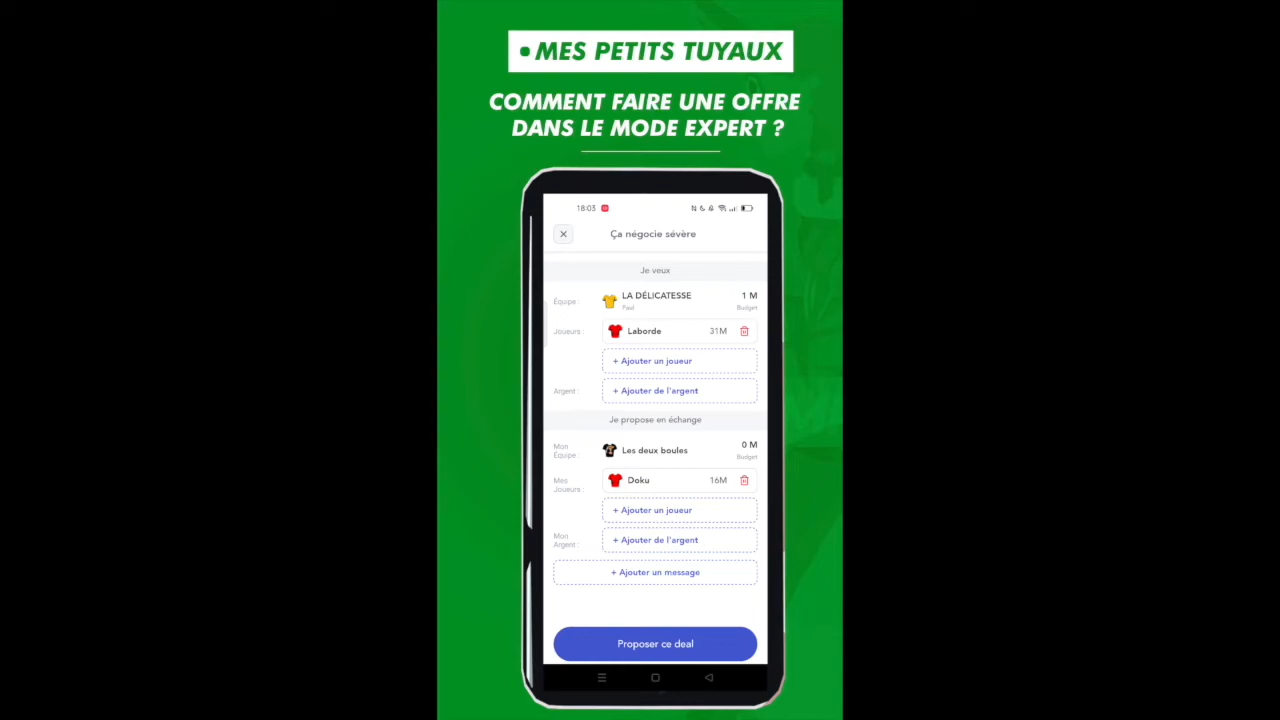 • MES PETITS TUYAUX
COMMENT FAIRE UNE OFFRE
DANS LE MODE EXPERT ?
18:03
Ça négocie sévère
Je veux
Équipe :
LA DÉLICATESSE
1 M
Paul
Budget
Joueurs :
Laborde
31M
+ Ajouter un joueur
Argent :
+ Ajouter de l'argent
Je propose en échange
Mon
Équipe :
Les deux boules
0 M
Budget
Mes
Joueurs :
Doku
16M
+ Ajouter un joueur
Mon
Argent :
+ Ajouter de l'argent
+ Ajouter un message
Proposer ce deal